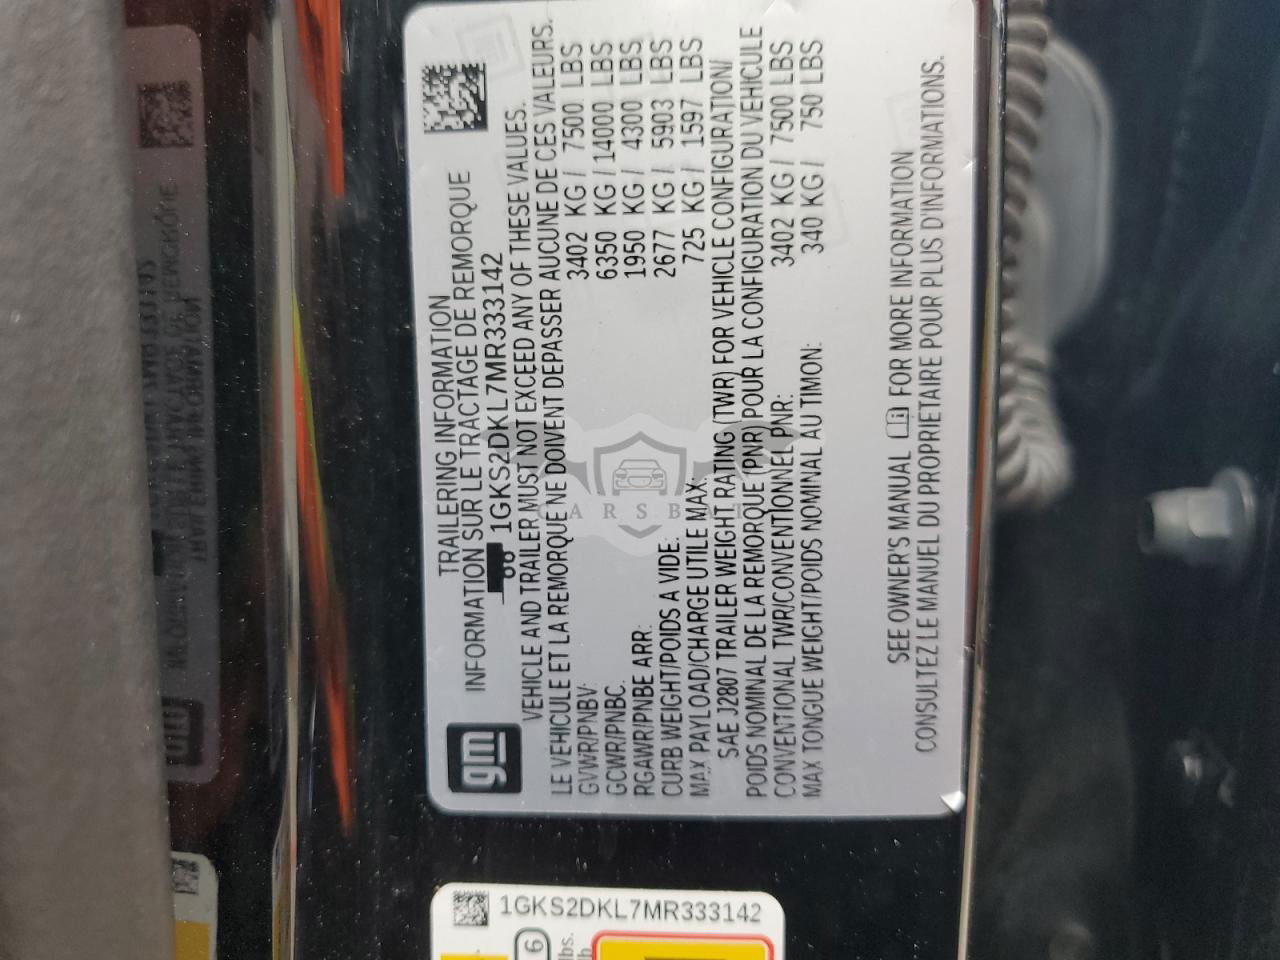 gm
TRAILERING INFORMATION
INFORMATION SUR LE TRACTAGE DE REMORQUE
1GKS2DKL7MR333142
VEHICLE AND TRAILER MUST NOT EXCEED ANY OF THESE VALUES.
LE VEHICULE ET LA REMORQUE NE DOIVENT DEPASSER AUCUNE DE CES VALEURS.
GVWR/PNBV: 3402 KG / 7500 LBS
GCWR/PNBC. 6350 KG / 14000 LBS
RGAWR/PNBE ARR: 1950 KG / 4300 LBS
CURB WEIGHT/POIDS A VIDE: 2677 KG / 5903 LBS
MAX PAYLOAD/CHARGE UTILE MAX: 725 KG / 1597 LBS
SAE J2807 TRAILER WEIGHT RATING (TWR) FOR VEHICLE CONFIGURATION/
POIDS NOMINAL DE LA REMORQUE (PNR) POUR LA CONFIGURATION DU VEHICULE
CONVENTIONAL TWR/CONVENTIONNEL PNR: 3402 KG / 7500 LBS
MAX TONGUE WEIGHT/POIDS NOMINAL AU TIMON: 340 KG / 750 LBS
SEE OWNER'S MANUAL FOR MORE INFORMATION
CONSULTEZ LE MANUEL DU PROPRIETAIRE POUR PLUS D'INFORMATIONS.
CARSBAT
1GKS2DKL7MR333142
6
lbs.
lb